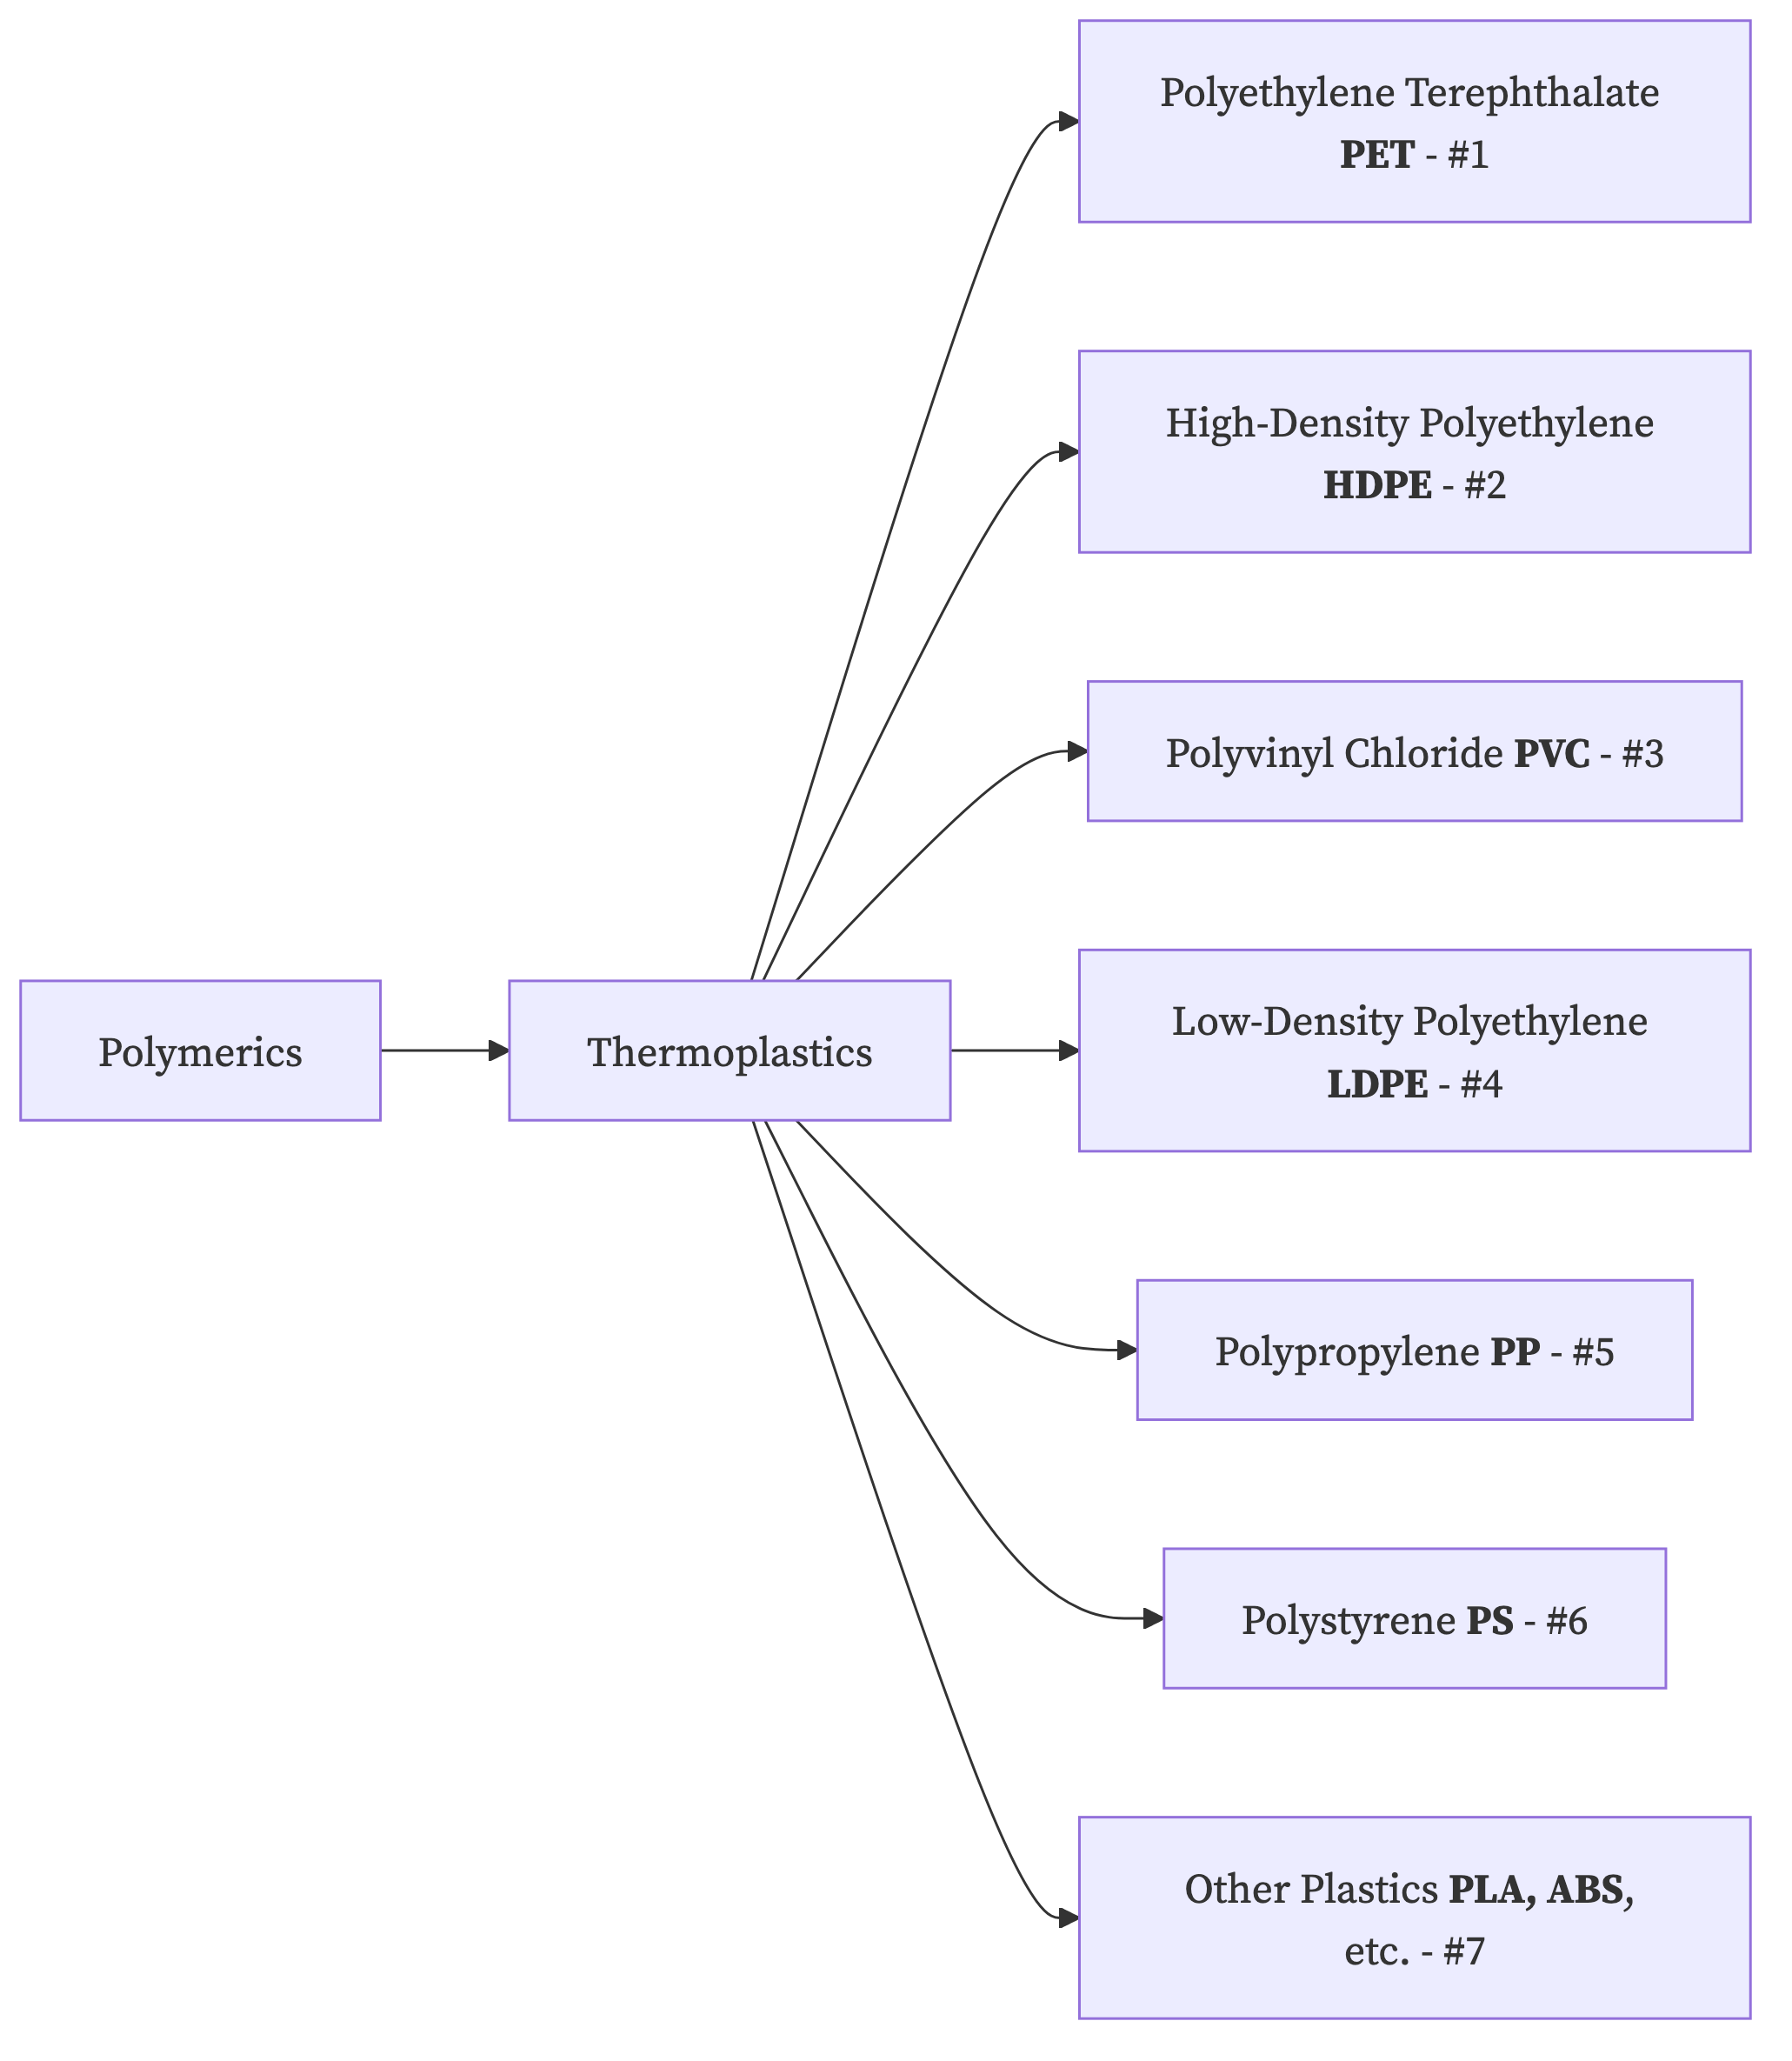 Polyethylene Terephthalate
PET - #1
High-Density Polyethylene
HDPE - #2
Polyvinyl Chloride PVC - #3
Polymerics
Thermoplastics
Low-Density Polyethylene
LDPE - #4
Polypropylene PP - #5
Polystyrene PS - #6
Other Plastics PLA, ABS,
etc. - #7